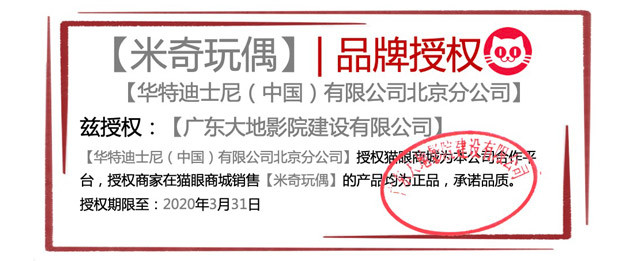 【米奇玩偶】|品牌授权
【华特迪士尼(中国)有限公司北京分公司】
兹授权:【广东大地影院建设有限公司】
【华特迪士尼(中国)有限公司北京分公司】授权猫眼商城为本公司合作平
台,授权商家在猫眼商城销售【米奇玩偶】的产品均为正品,承诺品质。
授权期限至:2020年3月31日
大地影院建设有限公司